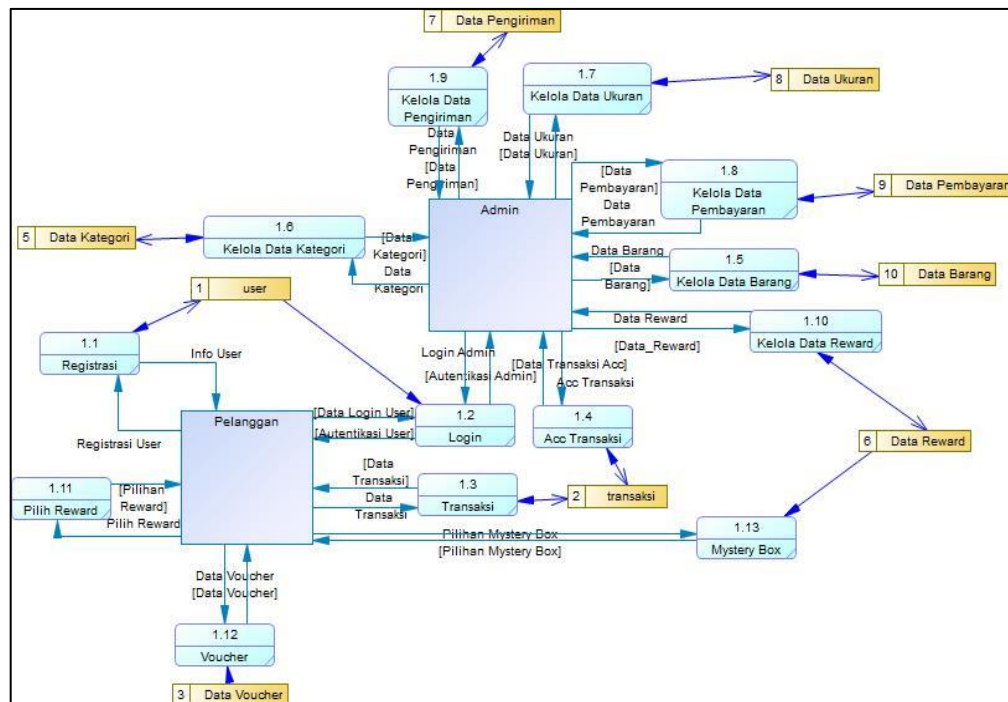 7 Data Pengiriman
1.9
Kelola Data
Pengiriman
1.7
Kelola Data Ukuran
8 Data Ukuran
Data
Pengiriman
[Data
Pengiriman]
Data Ukuran
[Data Ukuran]
[Data
Pembayaran]
Data
Pembayaran
1.8
Kelola Data
Pembayaran
9 Data Pembayaran
Admin
5 Data Kategori
1.6
Kelola Data Kategori
[Data
Kategori]
Data
Kategori
Data Barang
[Data
Barang]
1.5
Kelola Data Barang
10 Data Barang
1 user
1.1
Registrasi
Info User
Data Reward
[Data_Reward]
1.10
Kelola Data Reward
Login Admin
[Autentikasi Admin]
[Data Transaksi Acc]
Acc Transaksi
Pelanggan
Registrasi User
[Data Login User]
[Autentikasi User]
1.2
Login
1.4
Acc Transaksi
6 Data Reward
1.11
Pilih Reward
[Pilihan
Reward]
Pilih Reward
[Data
Transaksi]
Data
Transaksi
1.3
Transaksi
2 transaksi
Pilihan Mystery Box
[Pilihan Mystery Box]
1.13
Mystery Box
Data Voucher
[Data Voucher]
1.12
Voucher
3 Data Voucher